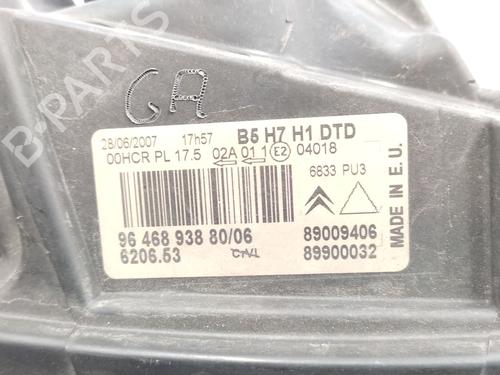 GA
28/06/2007 17h57 B5 H7 H1 DTD
00HCR PL 17.5 02A 01 1 E2 04018
6833 PU3
96 468 938 80/06 89009406
6206.53 89900032
MADE IN E.U.